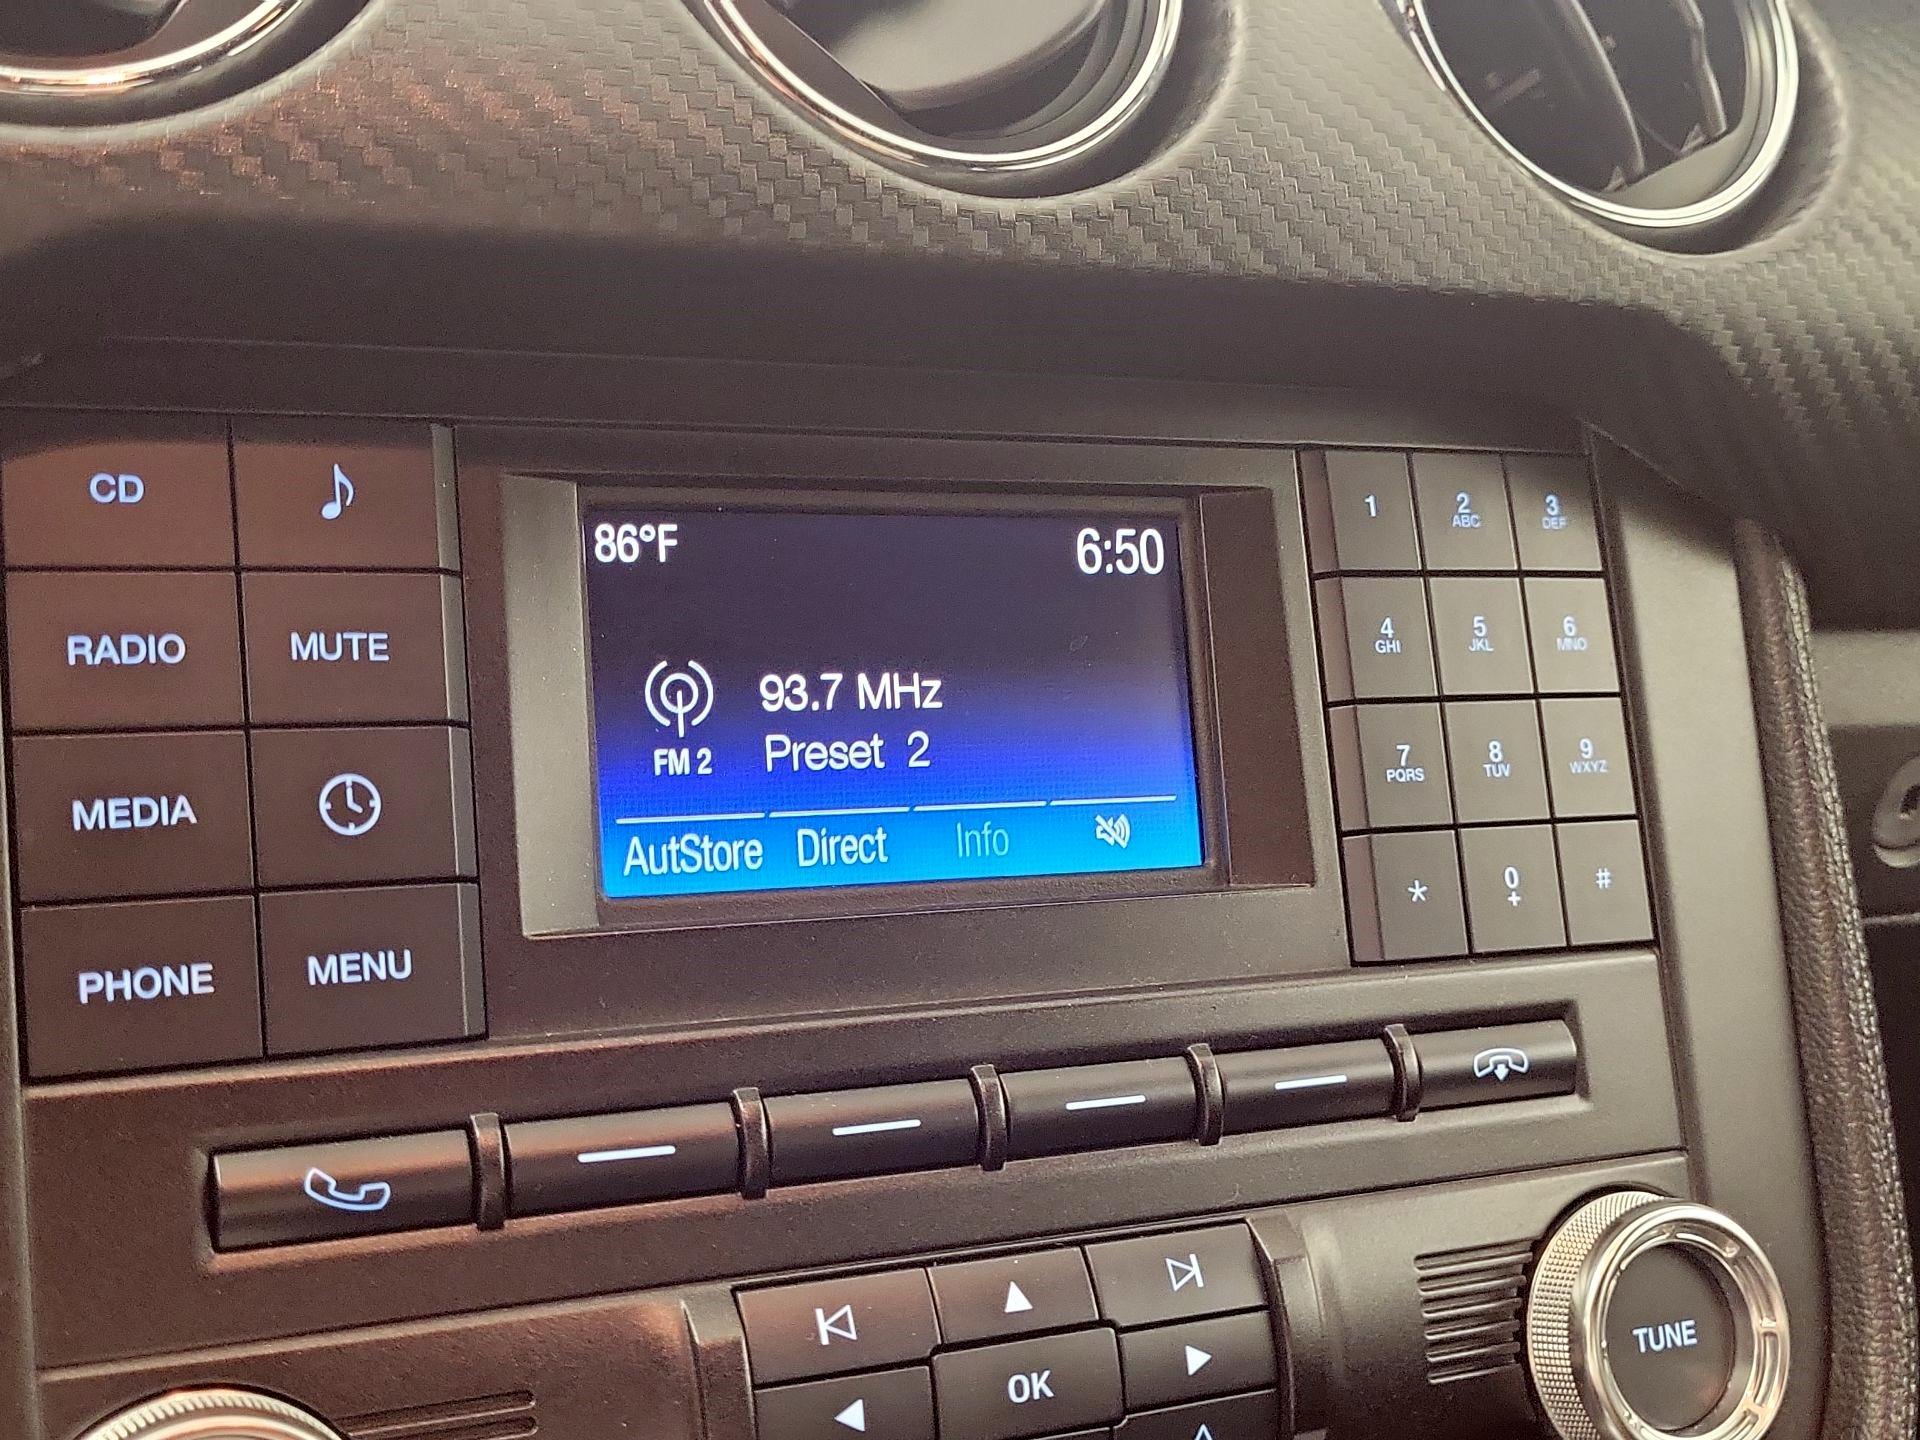 CD
RADIO MUTE
MEDIA
PHONE MENU
86°F 6:50
93.7 MHz
FM 2 Preset 2
AutStore Direct Info
1 2 3
ABC DEF
4 5 6
GHI JKL MNO
7 8 9
PQRS TUV WXYZ
* 0 #
+
OK
TUNE